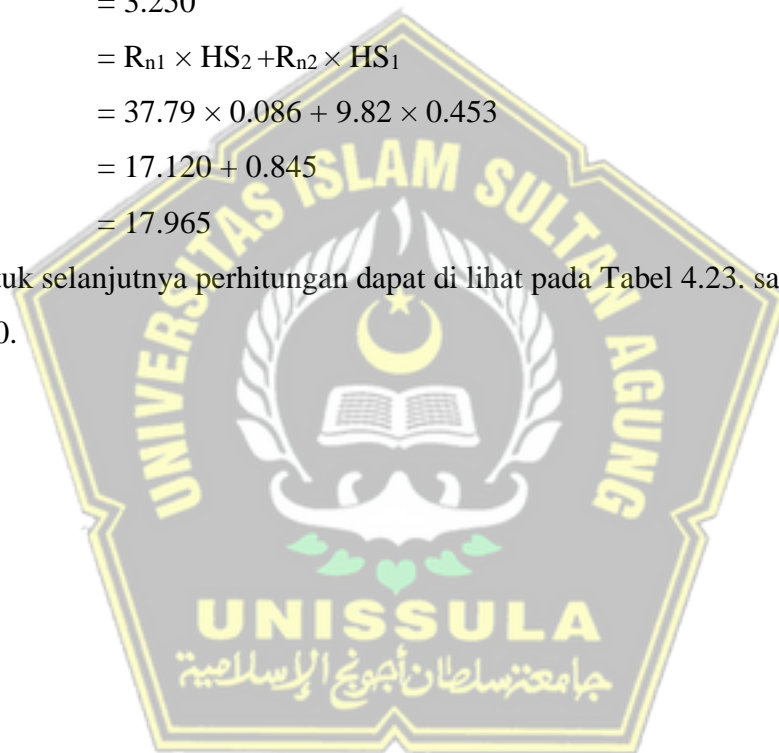 = 3.250
= Rn1 × HS2 +Rn2 × HS1
= 37.79 × 0.086 + 9.82 × 0.453
= 17.120 + 0.845
= 17.965
tuk selanjutnya perhitungan dapat di lihat pada Tabel 4.23. sa
0.
UNIVERSITAS ISLAM SULTAN AGUNG
UNISSULA
جامعة سلطان أجونج الإسلامية